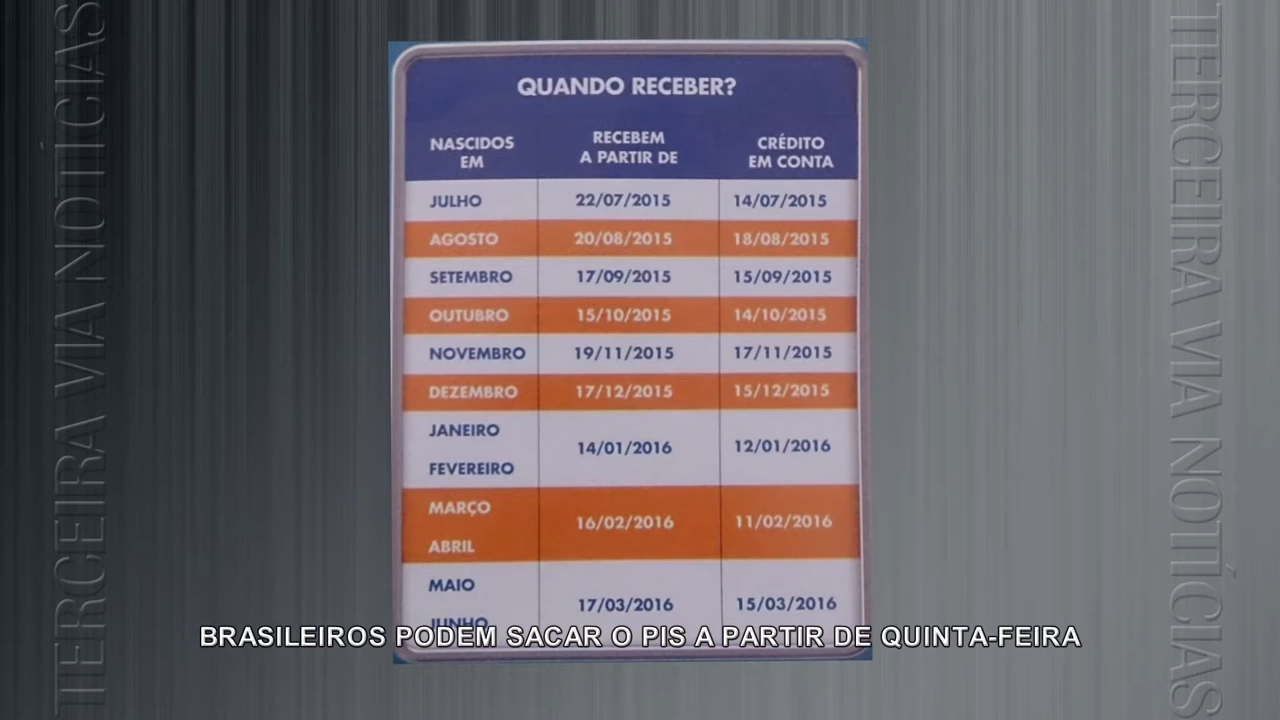 TERCEIRA VIA NOTÍCIAS
QUANDO RECEBER?
NASCIDOS EM
RECEBEM A PARTIR DE
CRÉDITO EM CONTA
JULHO 22/07/2015 14/07/2015
AGOSTO 20/08/2015 18/08/2015
SETEMBRO 17/09/2015 15/09/2015
OUTUBRO 15/10/2015 14/10/2015
NOVEMBRO 19/11/2015 17/11/2015
DEZEMBRO 17/12/2015 15/12/2015
JANEIRO
FEVEREIRO
14/01/2016 12/01/2016
MARÇO
ABRIL
16/02/2016 11/02/2016
MAIO
JUNHO
17/03/2016 15/03/2016
BRASILEIROS PODEM SACAR O PIS A PARTIR DE QUINTA-FEIRA
TERCEIRA VIA NOTÍCIAS